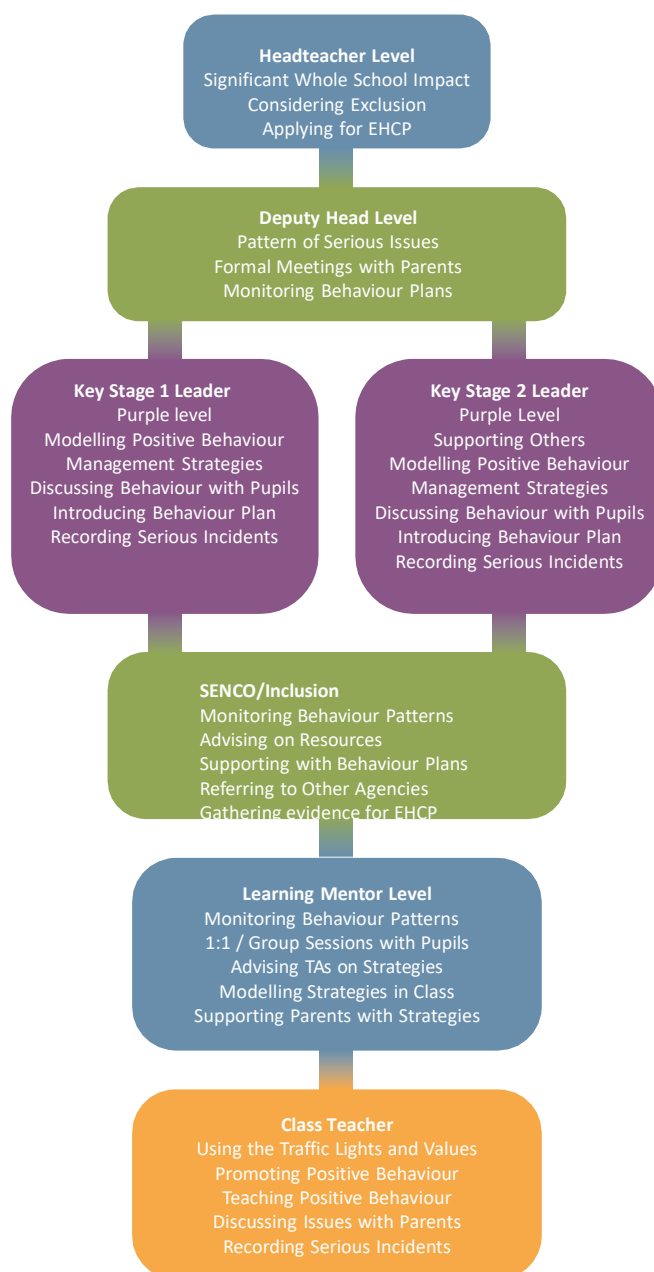 Headteacher Level
Significant Whole School Impact
Considering Exclusion
Applying for EHCP
Deputy Head Level
Pattern of Serious Issues
Formal Meetings with Parents
Monitoring Behaviour Plans
Key Stage 1 Leader
Purple level
Modelling Positive Behaviour
Management Strategies
Discussing Behaviour with Pupils
Introducing Behaviour Plan
Recording Serious Incidents
Key Stage 2 Leader
Purple Level
Supporting Others
Modelling Positive Behaviour
Management Strategies
Discussing Behaviour with Pupils
Introducing Behaviour Plan
Recording Serious Incidents
SENCO/Inclusion
Monitoring Behaviour Patterns
Advising on Resources
Supporting with Behaviour Plans
Referring to Other Agencies
Gathering evidence for EHCP
Learning Mentor Level
Monitoring Behaviour Patterns
1:1 / Group Sessions with Pupils
Advising TAs on Strategies
Modelling Strategies in Class
Supporting Parents with Strategies
Class Teacher
Using the Traffic Lights and Values
Promoting Positive Behaviour
Teaching Positive Behaviour
Discussing Issues with Parents
Recording Serious Incidents